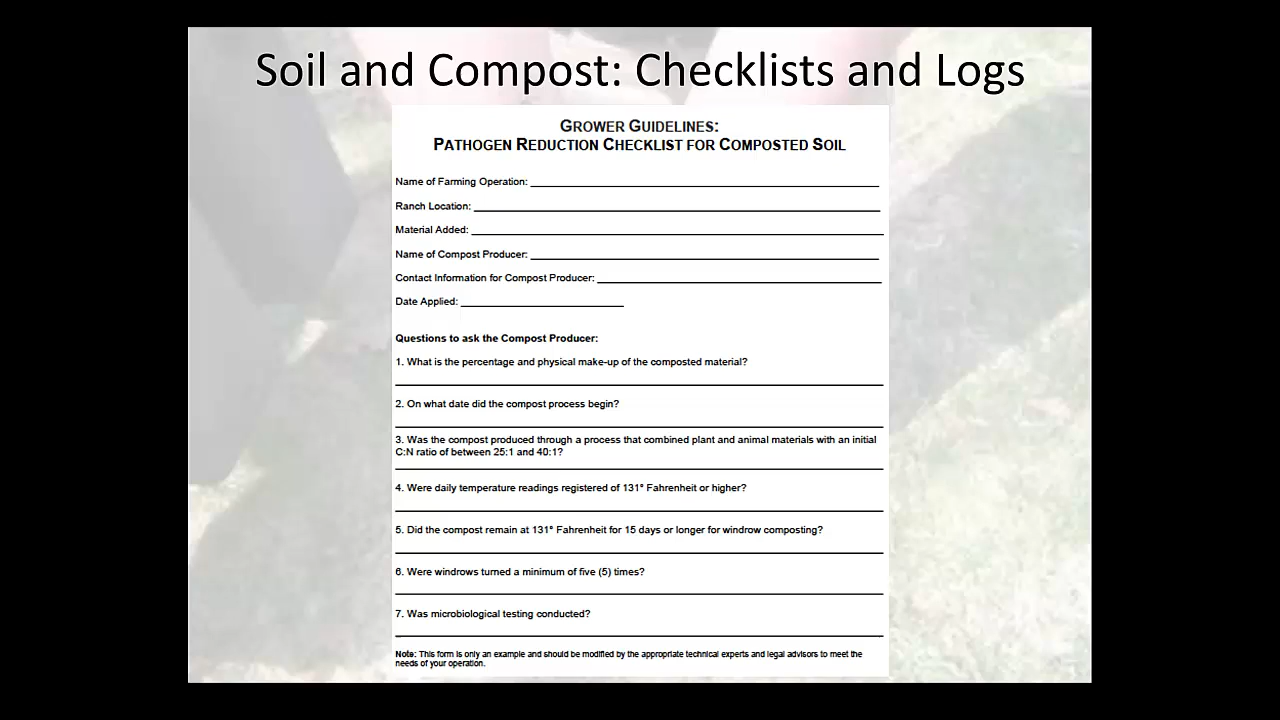 Soil and Compost: Checklists and Logs
GROWER GUIDELINES:
PATHOGEN REDUCTION CHECKLIST FOR COMPOSTED SOIL
Name of Farming Operation: ____________
Ranch Location: ____________
Material Added: ____________
Name of Compost Producer: ____________
Contact Information for Compost Producer: ____________
Date Applied: ____________
Questions to ask the Compost Producer:
1. What is the percentage and physical make-up of the composted material?
2. On what date did the compost process begin?
3. Was the compost produced through a process that combined plant and animal materials with an initial
C:N ratio of between 25:1 and 40:1?
4. Were daily temperature readings registered of 131° Fahrenheit or higher?
5. Did the compost remain at 131° Fahrenheit for 15 days or longer for windrow composting?
6. Were windrows turned a minimum of five (5) times?
7. Was microbiological testing conducted?
Note: This form is only an example and should be modified by the appropriate technical experts and legal advisors to meet the
needs of your operation.